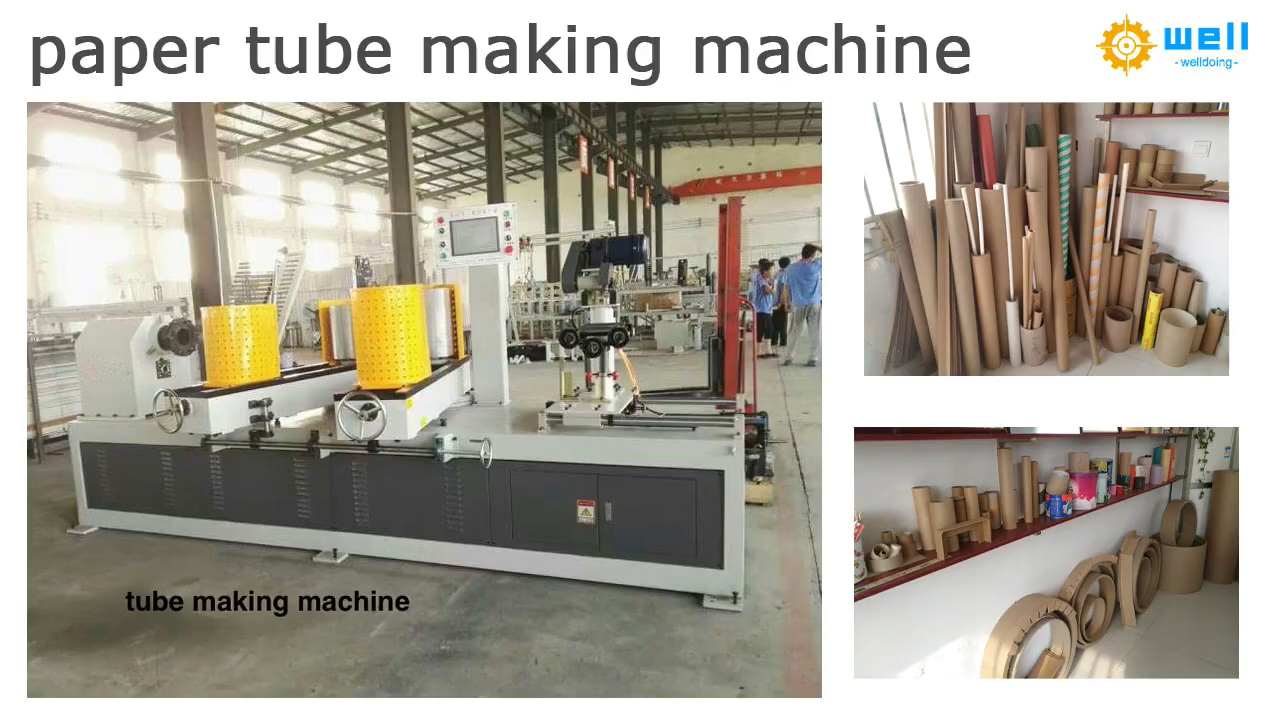 paper tube making machine
well
-welldoing-
tube making machine